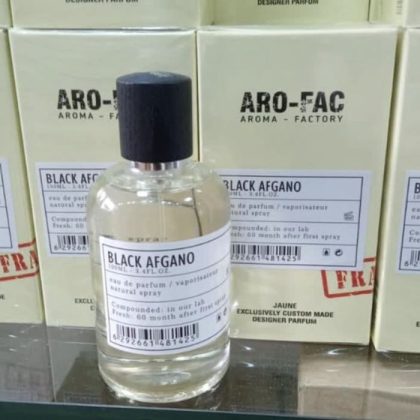 DESIGNER PARFUM
DESIGNER PARFUM
ARO-FAC
AROMA - FACTORY
ARO-FAC
AROMA - FACTORY
BLACK AFGANO
100ML - 3.4FL.OZ.
eau de parfum / vaporisateur
natural spray
Compounded: in our lab
Fresh: 60 month after first spray
6292661481425
BLACK AFGANO
100ML - 3.4FL.OZ.
eau de parfum / vaporisateur
natural spray
Compounded: in our lab
Fresh: 60 month after first spray
6292661481425
BLACK AFGANO
100ML - 3.4FL.OZ.
eau de parfum / vaporisateur
natural spray
Compounded: in our lab
Fresh: 60 month after first spray
6292661481425
FRA
JAUNE
EXCLUSIVELY CUSTOM MADE
DESIGNER PARFUM